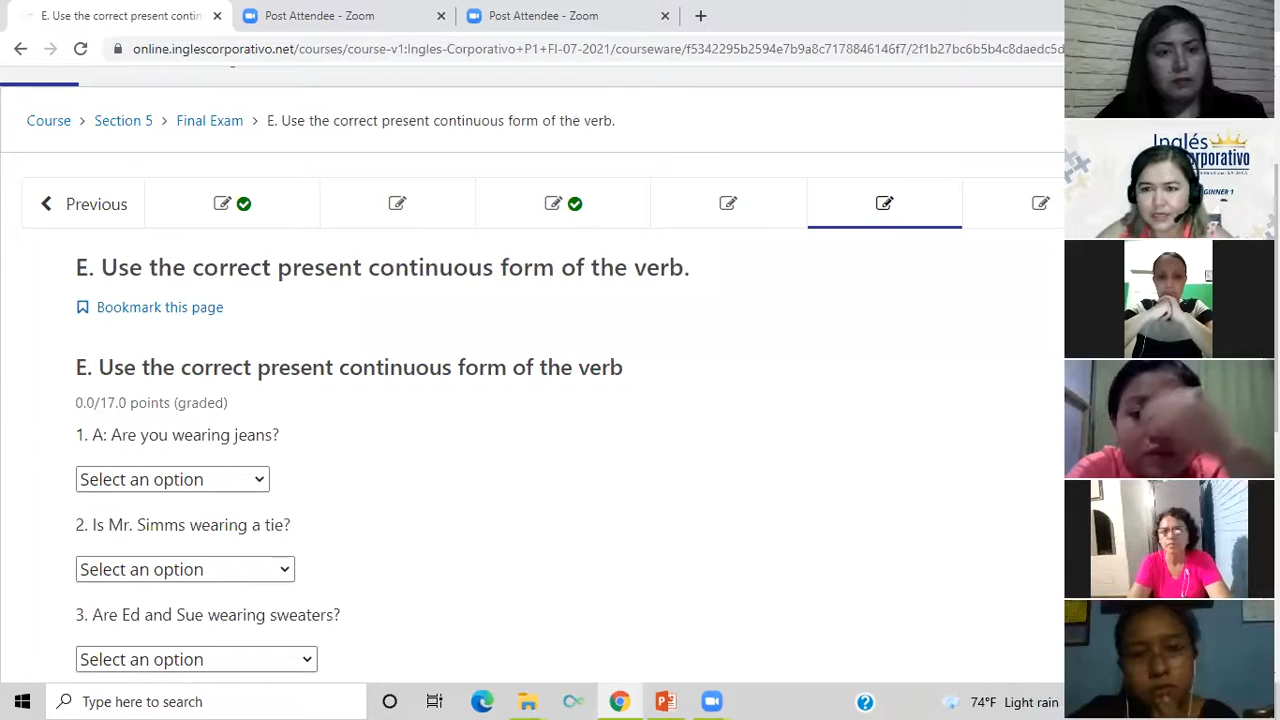 E. Use the correct present contin
Post Attendee - Zoom
Post Attendee - Zoom
online.inglescorporativo.net/courses/course-v1:Ingles-Corporativo+P1+FI-07-2021/courseware/f5342295b2594e7b9a8c7178846146f7/2f1b27bc6b5b4c8daedc5d
Course > Section 5 > Final Exam > E. Use the correct present continuous form of the verb.
Previous
E. Use the correct present continuous form of the verb.
Bookmark this page
E. Use the correct present continuous form of the verb
0.0/17.0 points (graded)
1. A: Are you wearing jeans?
Select an option
2. Is Mr. Simms wearing a tie?
Select an option
3. Are Ed and Sue wearing sweaters?
Select an option
Type here to search
74°F Light rain
Inglés
orporativo
GINNER 1